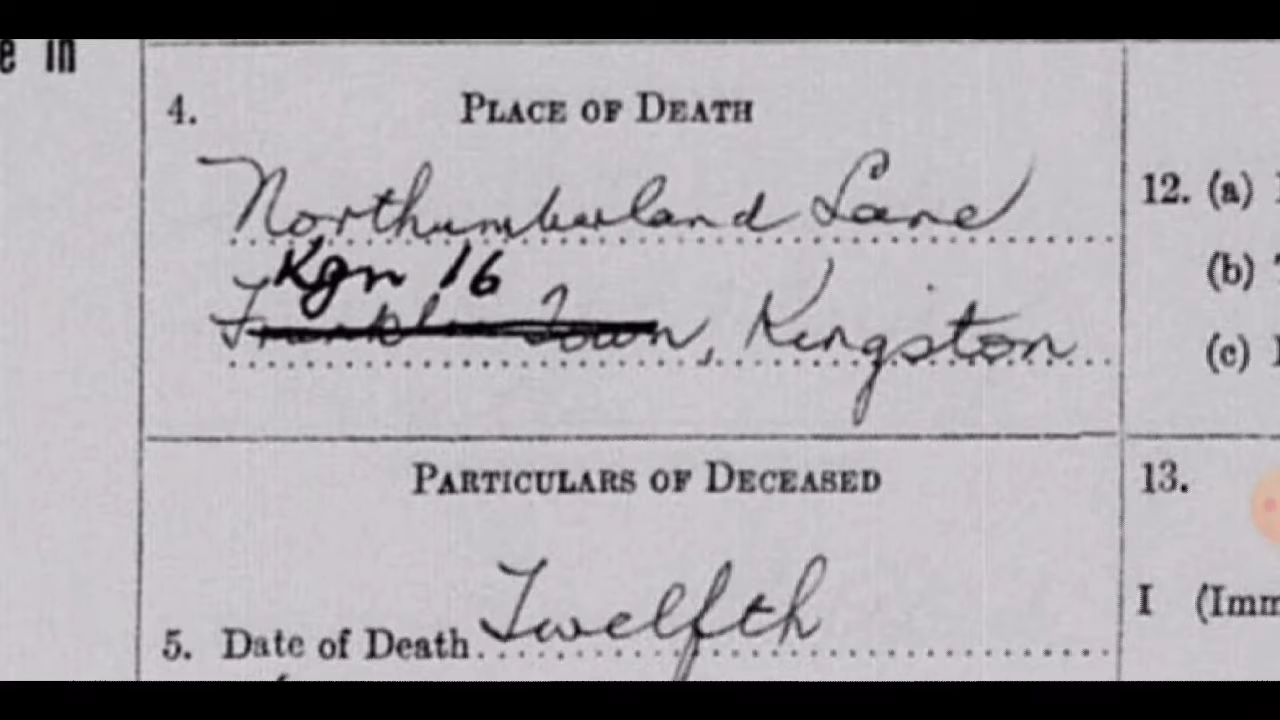 e in
4. PLACE OF DEATH
Northumberland Lane
Kgn 16
Franklin Town, Kingston
12. (a)
(b)
(c)
PARTICULARS OF DECEASED
13.
5. Date of Death Twelfth
I (Imm